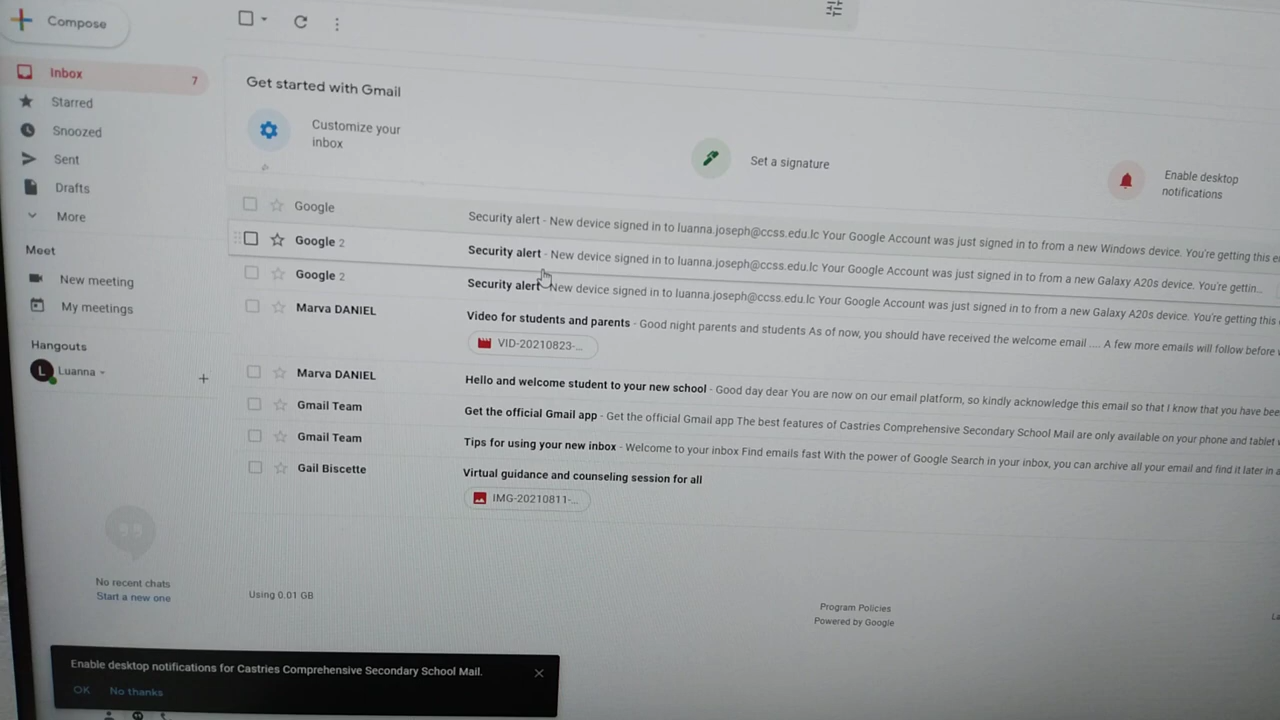 Compose
Inbox 7
Starred
Snoozed
Sent
Drafts
More
Meet
New meeting
My meetings
Hangouts
L Luanna +
No recent chats
Start a new one
Get started with Gmail
Customize your
inbox
Set a signature
Enable desktop
notifications
Google Security alert - New device signed in to luanna.joseph@ccss.edu.lc Your Google Account was just signed in to from a new Windows device. You're getting this
Google 2 Security alert - New device signed in to luanna.joseph@ccss.edu.lc Your Google Account was just signed in to from a new Galaxy A20s device. You're gettin...
Google 2 Security alert - New device signed in to luanna.joseph@ccss.edu.lc Your Google Account was just signed in to from a new Galaxy A20s device. You're getting this
Marva DANIEL Video for students and parents - Good night parents and students As of now, you should have received the welcome email .... A few more emails will follow before
VID-20210823-...
Marva DANIEL Hello and welcome student to your new school - Good day dear You are now on our email platform, so kindly acknowledge this email so that I know that you have
Gmail Team Get the official Gmail app - Get the official Gmail app The best features of Castries Comprehensive Secondary School Mail are only available on your phone and tablet
Gmail Team Tips for using your new inbox - Welcome to your inbox Find emails fast With the power of Google Search in your inbox, you can archive all your email and find it later in
Gail Biscette Virtual guidance and counseling session for all
IMG-20210811-...
Using 0.01 GB
Program Policies
Powered by Google
Enable desktop notifications for Castries Comprehensive Secondary School Mail.
OK No thanks